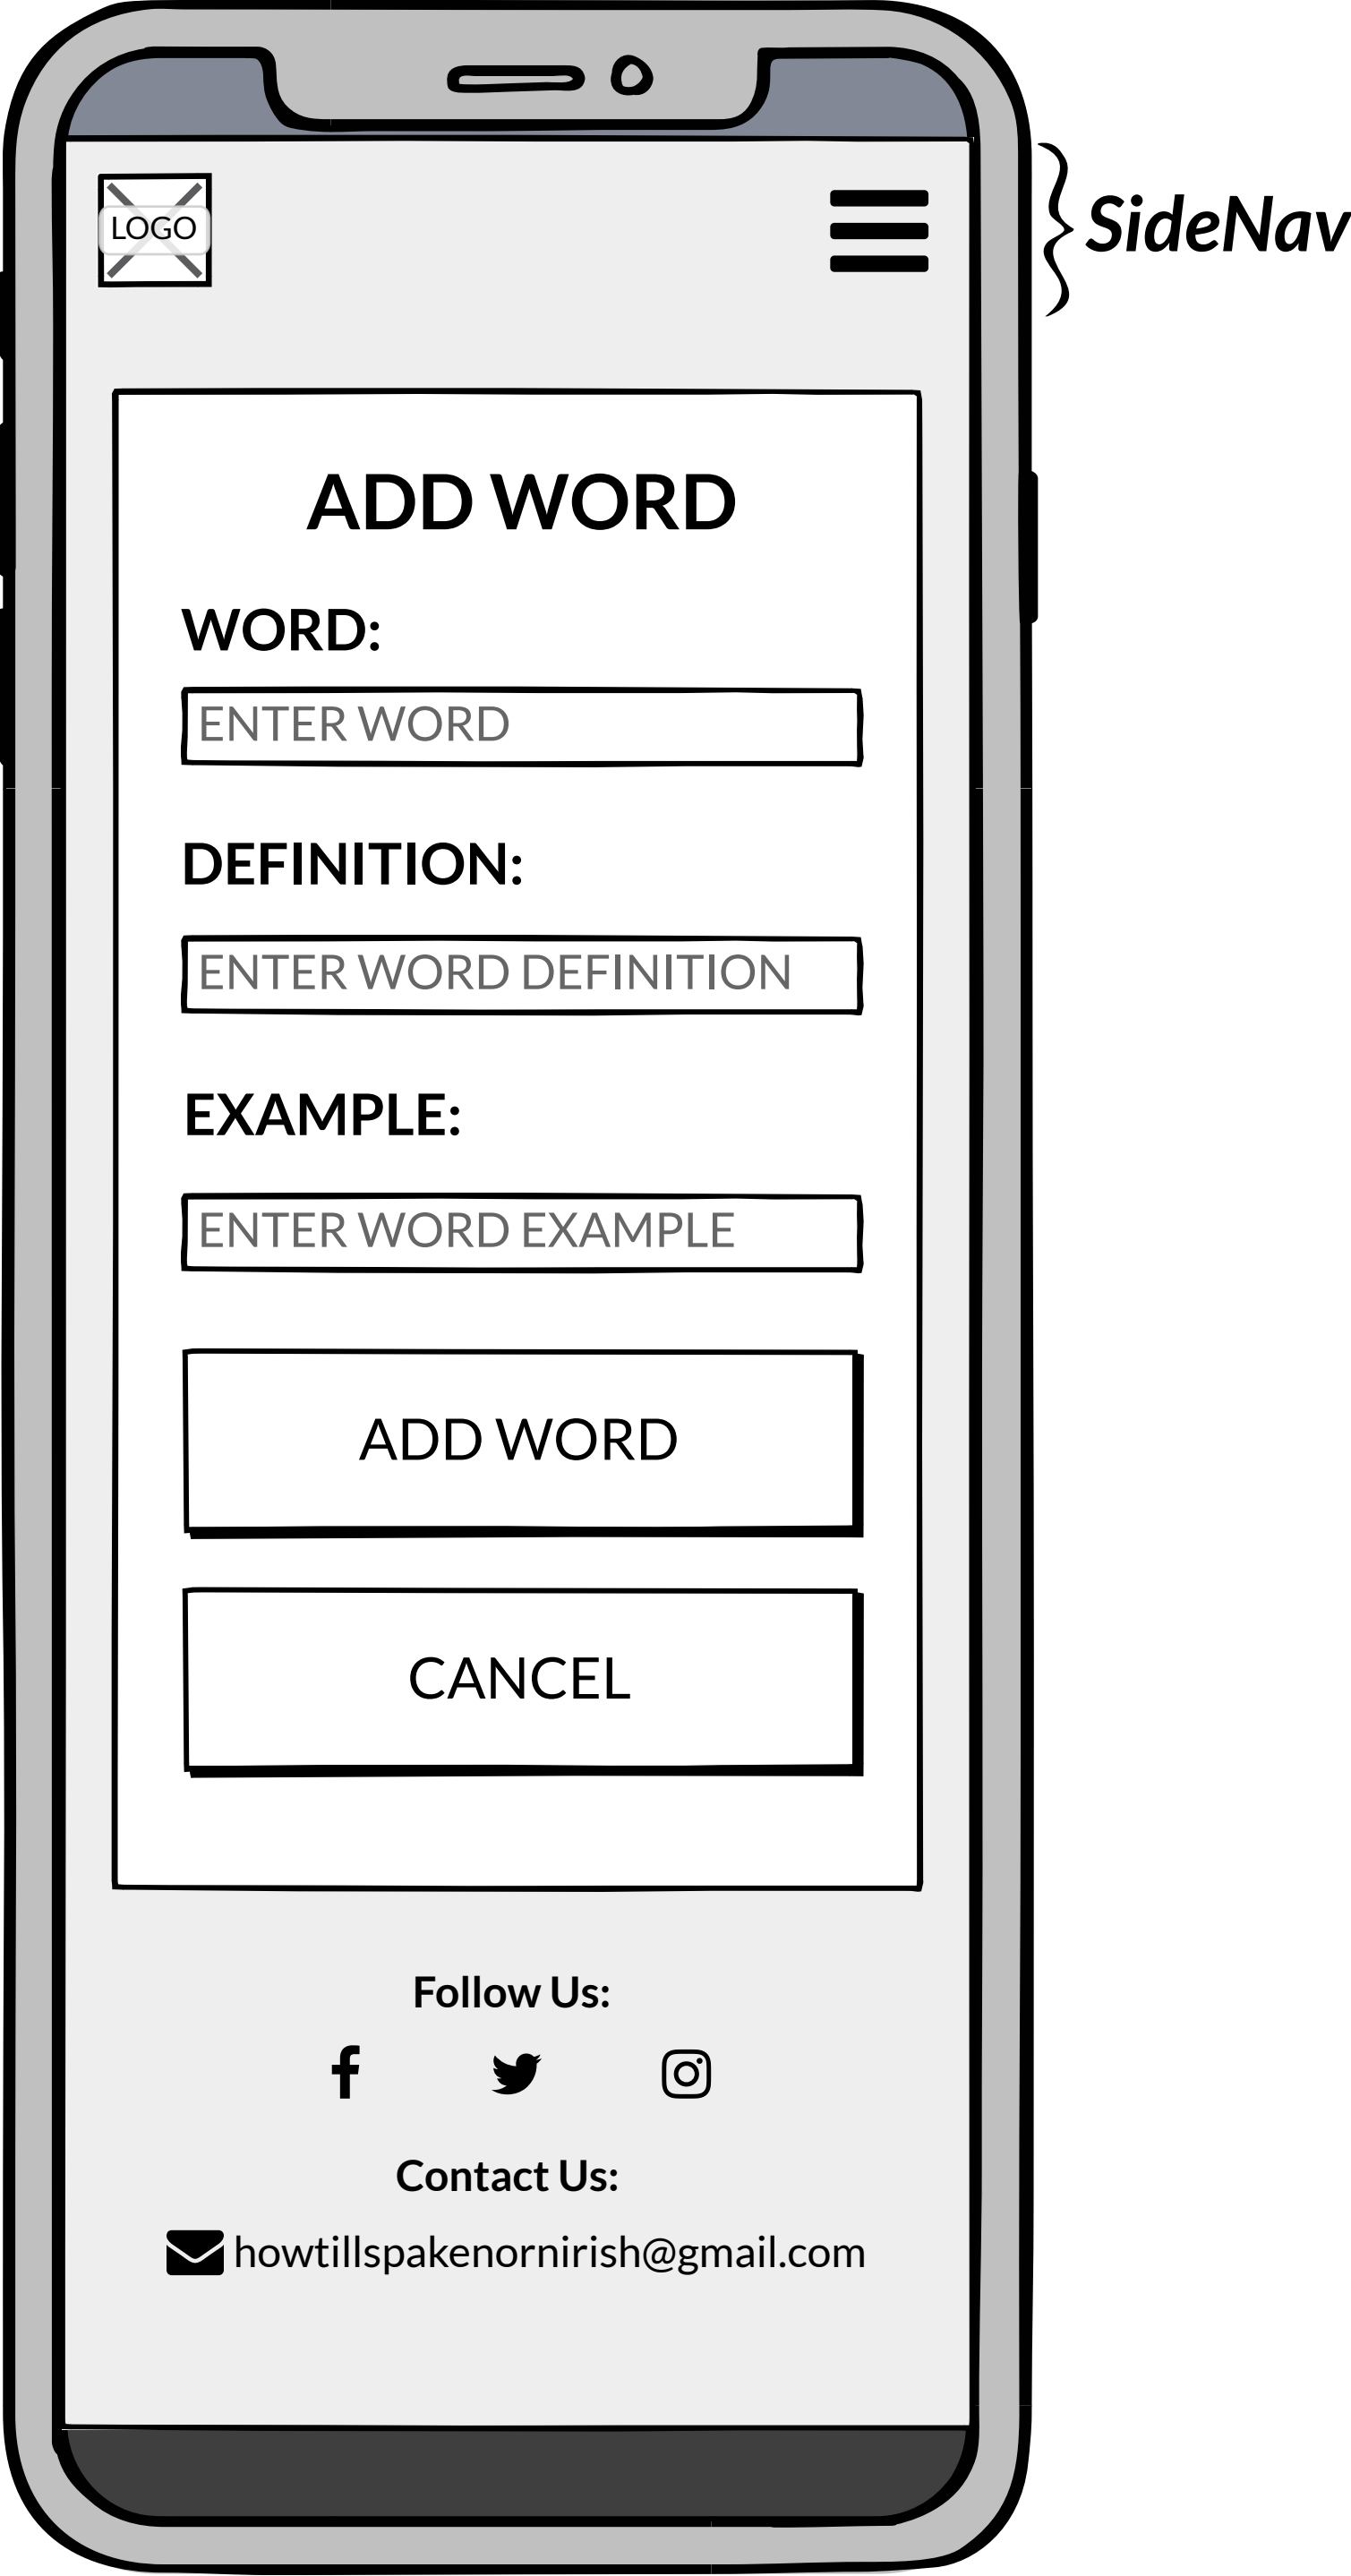 LOGO
SideNav
ADD WORD
WORD:
ENTER WORD
DEFINITION:
ENTER WORD DEFINITION
EXAMPLE:
ENTER WORD EXAMPLE
ADD WORD
CANCEL
Follow Us:
Contact Us:
howtillspakenornirish@gmail.com